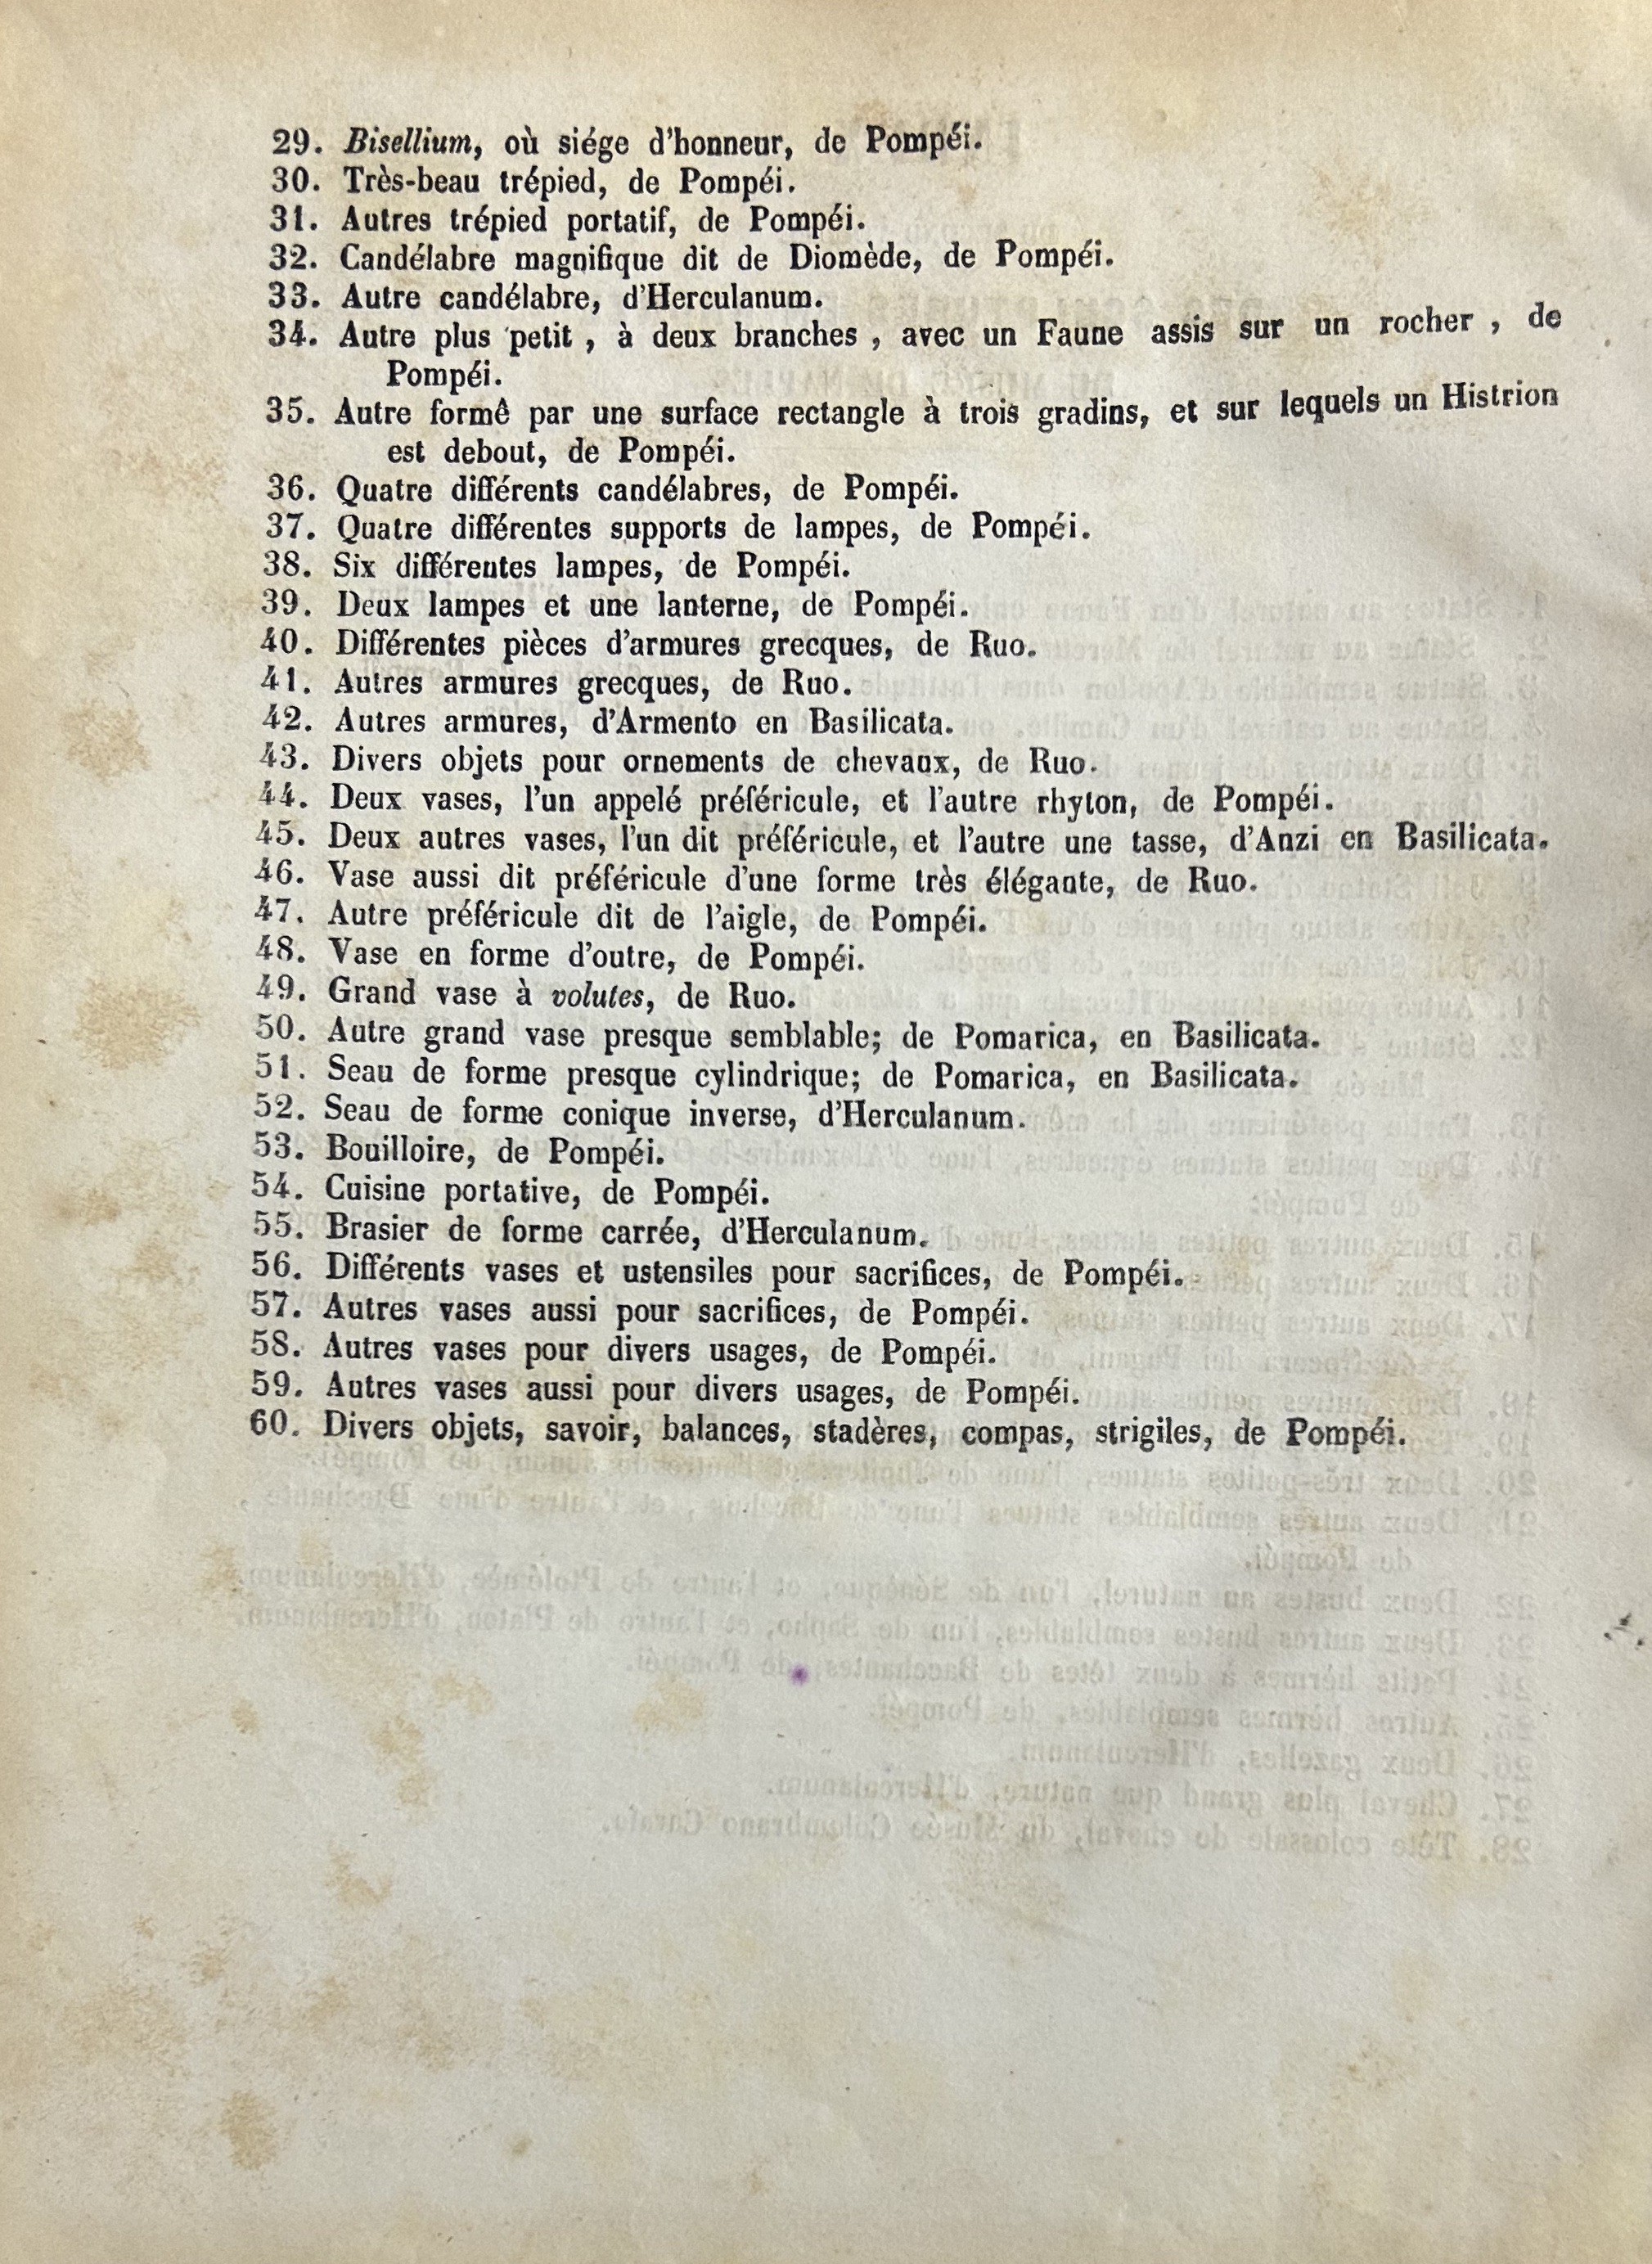 29. Bisellium, où siége d'honneur, de Pompéi.
30. Très-beau trépied, de Pompéi.
31. Autres trépied portatif, de Pompéi.
32. Candélabre magnifique dit de Diomède, de Pompéi.
33. Autre candélabre, d'Herculanum.
34. Autre plus petit, à deux branches, avec un Faune assis sur un rocher, de
Pompéi.
35. Autre formê par une surface rectangle à trois gradins, et sur lequels un Histrion
est debout, de Pompéi.
36. Quatre différents candélabres, de Pompéi.
37. Quatre différentes supports de lampes, de Pompéi.
38. Six différentes lampes, de Pompéi.
39. Deux lampes et une lanterne, de Pompéi.
40. Différentes pièces d'armures grecques, de Ruo.
41. Autres armures grecques, de Ruo.
42. Autres armures, d'Armento en Basilicata.
43. Divers objets pour ornements de chevaux, de Ruo.
44. Deux vases, l'un appelé préféricule, et l'autre rhyton, de Pompéi.
45. Deux autres vases, l'un dit préféricule, et l'autre une tasse, d'Anzi en Basilicata.
46. Vase aussi dit préféricule d'une forme très élégante, de Ruo.
47. Autre préféricule dit de l'aigle, de Pompéi.
48. Vase en forme d'outre, de Pompéi.
49. Grand vase à volutes, de Ruo.
50. Autre grand vase presque semblable; de Pomarica, en Basilicata.
51. Seau de forme presque cylindrique; de Pomarica, en Basilicata.
52. Seau de forme conique inverse, d'Herculanum.
53. Bouilloire, de Pompéi.
54. Cuisine portative, de Pompéi.
55. Brasier de forme carrée, d'Herculanum.
56. Différents vases et ustensiles pour sacrifices, de Pompéi.
57. Autres vases aussi pour sacrifices, de Pompéi.
58. Autres vases pour divers usages, de Pompéi.
59. Autres vases aussi pour divers usages, de Pompéi.
60. Divers objets, savoir, balances, stadères, compas, strigiles, de Pompéi.